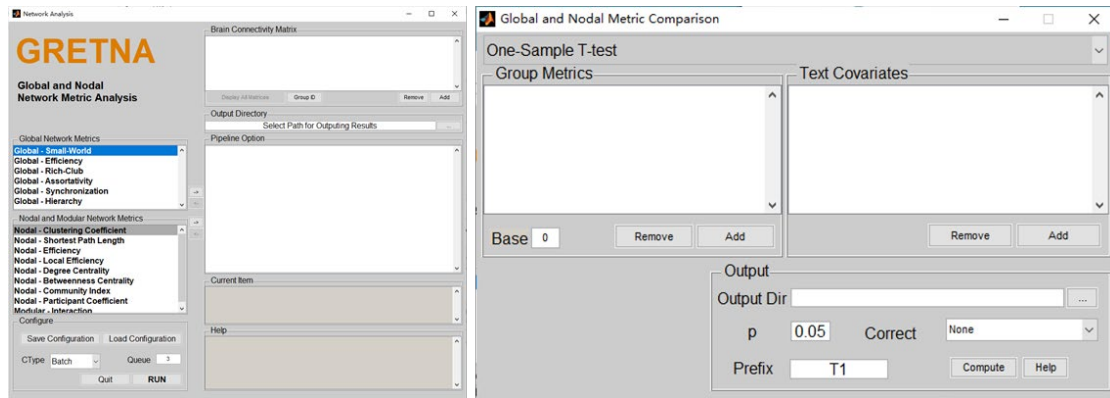 Network Analysis
GRETNA
Global and Nodal
Network Metric Analysis
Global Network Metrics
Global - Small-World
Global - Efficiency
Global - Rich-Club
Global - Assortativity
Global - Synchronization
Global - Hierarchy
Nodal and Modular Network Metrics
Nodal - Clustering Coefficient
Nodal - Shortest Path Length
Nodal - Efficiency
Nodal - Local Efficiency
Nodal - Degree Centrality
Nodal - Betweenness Centrality
Nodal - Community Index
Nodal - Participant Coefficient
Modular - Interaction
Configure
Save Configuration Load Configuration
CType Batch Queue 3
Quit RUN
Brain Connectivity Matrix
Display All Matrices Group ID Remove Add
Output Directory
Select Path for Outputing Results ...
Pipeline Option
Current Item
Help
Global and Nodal Metric Comparison
One-Sample T-test
Group Metrics
Base 0 Remove Add
Text Covariates
Remove Add
Output
Output Dir ...
p 0.05 Correct None
Prefix T1 Compute Help